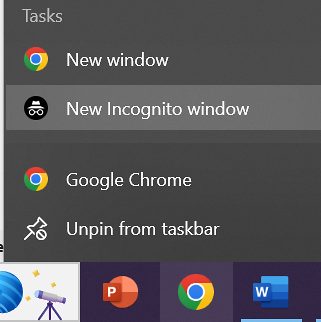 Tasks
New window
New Incognito window
Google Chrome
Unpin from taskbar
e
P
W